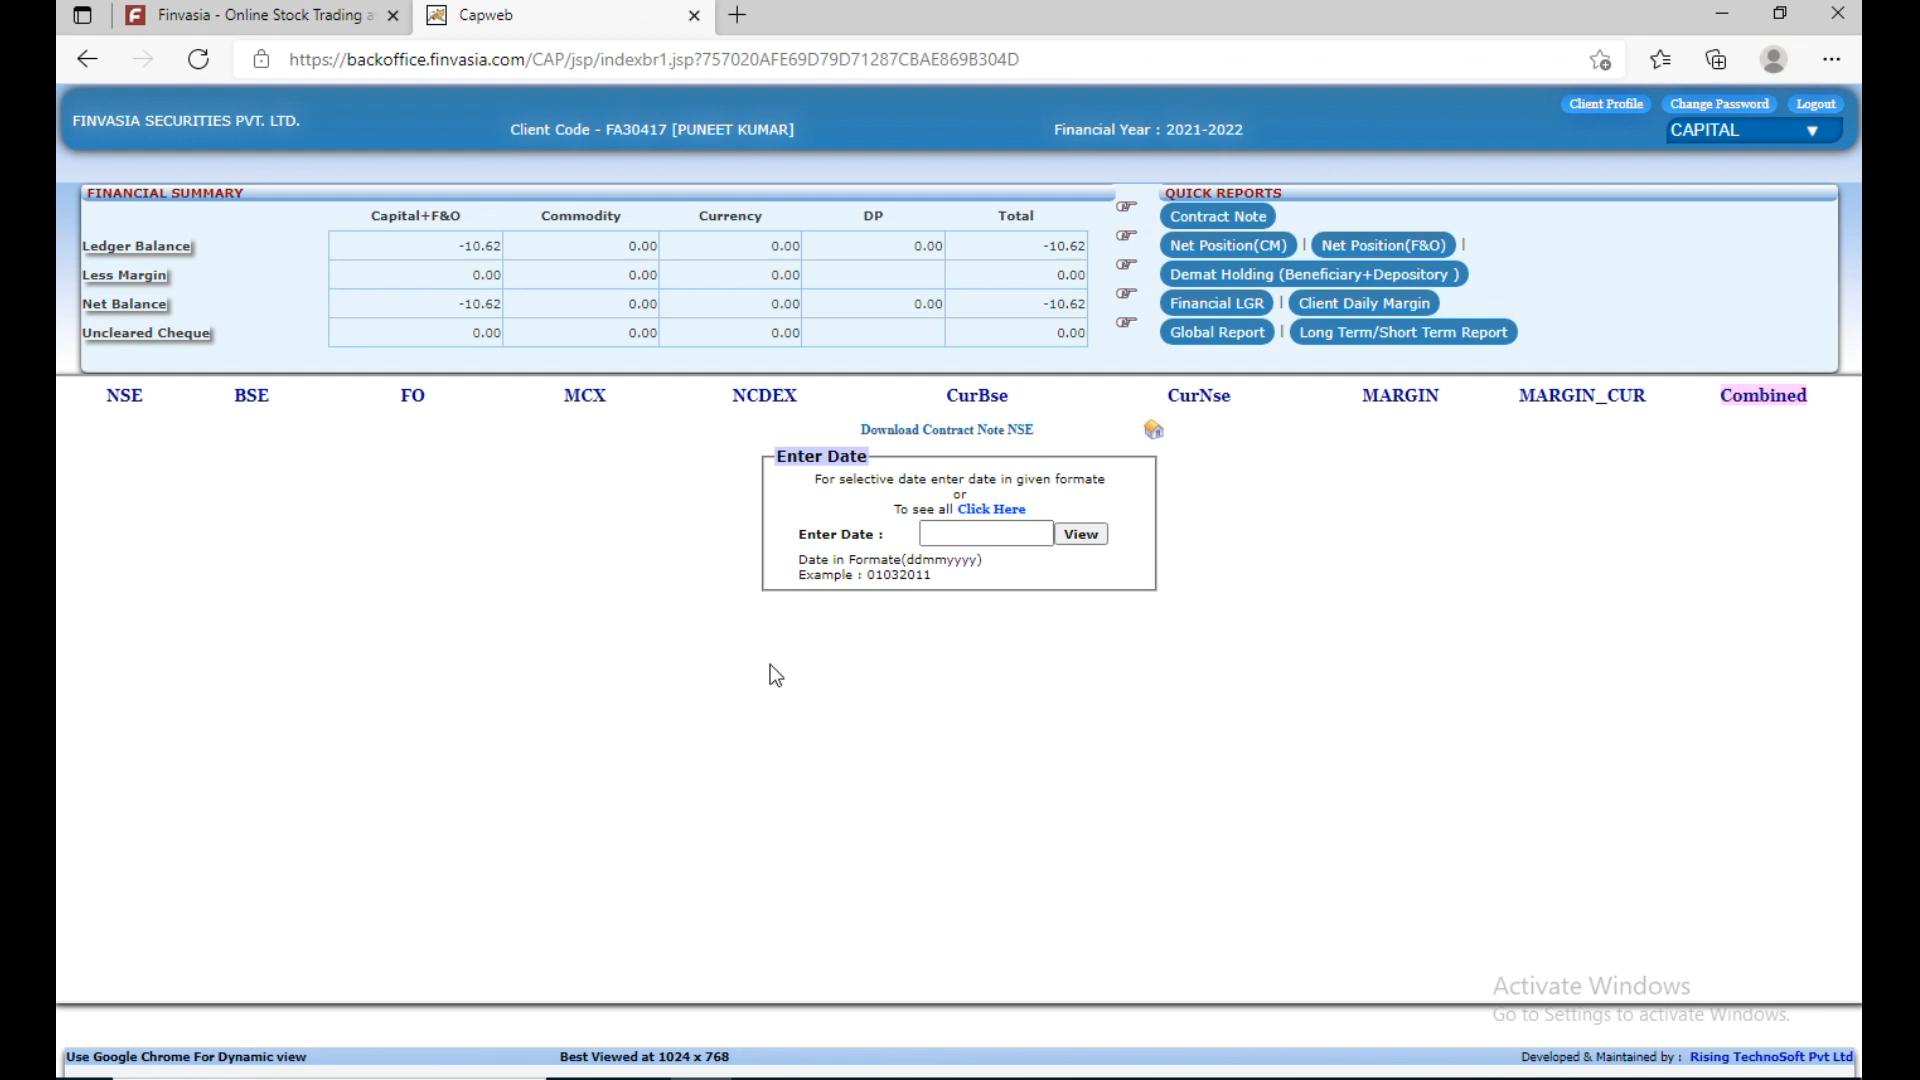 Finvasia - Online Stock Trading a
Capweb
https://backoffice.finvasia.com/CAP/jsp/indexbr1.jsp?757020AFE69D79D71287CBAE869B304D
Client Profile Change Password Logout
FINVASIA SECURITIES PVT. LTD.
Client Code - FA30417 [PUNEET KUMAR]
Financial Year : 2021-2022
CAPITAL
FINANCIAL SUMMARY
Capital+F&O Commodity Currency DP Total
Ledger Balance -10.62 0.00 0.00 0.00 -10.62
Less Margin 0.00 0.00 0.00 0.00
Net Balance -10.62 0.00 0.00 0.00 -10.62
Uncleared Cheque 0.00 0.00 0.00 0.00
QUICK REPORTS
Contract Note
Net Position(CM) | Net Position(F&O) |
Demat Holding (Beneficiary+Depository )
Financial LGR | Client Daily Margin
Global Report | Long Term/Short Term Report
NSE BSE FO MCX NCDEX CurBse CurNse MARGIN MARGIN_CUR Combined
Download Contract Note NSE
Enter Date
For selective date enter date in given formate
or
To see all Click Here
Enter Date : View
Date in Formate(ddmmyyyy)
Example : 01032011
Activate Windows
Go to Settings to activate Windows.
Use Google Chrome For Dynamic view
Best Viewed at 1024 x 768
Developed & Maintained by : Rising TechnoSoft Pvt Ltd